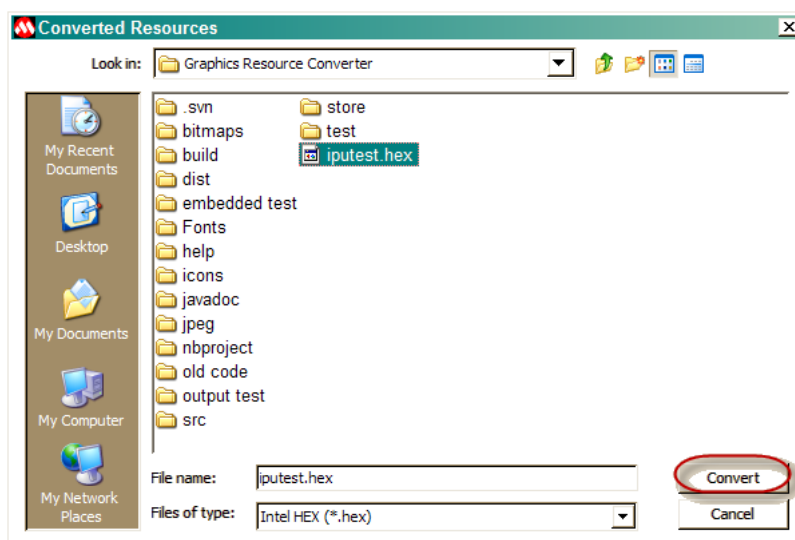 Converted Resources
Look in: Graphics Resource Converter
.svn store
bitmaps test
build iputest.hex
dist
embedded test
Fonts
help
icons
javadoc
jpeg
nbproject
old code
output test
src
My Recent
Documents
Desktop
My Documents
My Computer
My Network
Places
File name: iputest.hex Convert
Files of type: Intel HEX (*.hex) Cancel